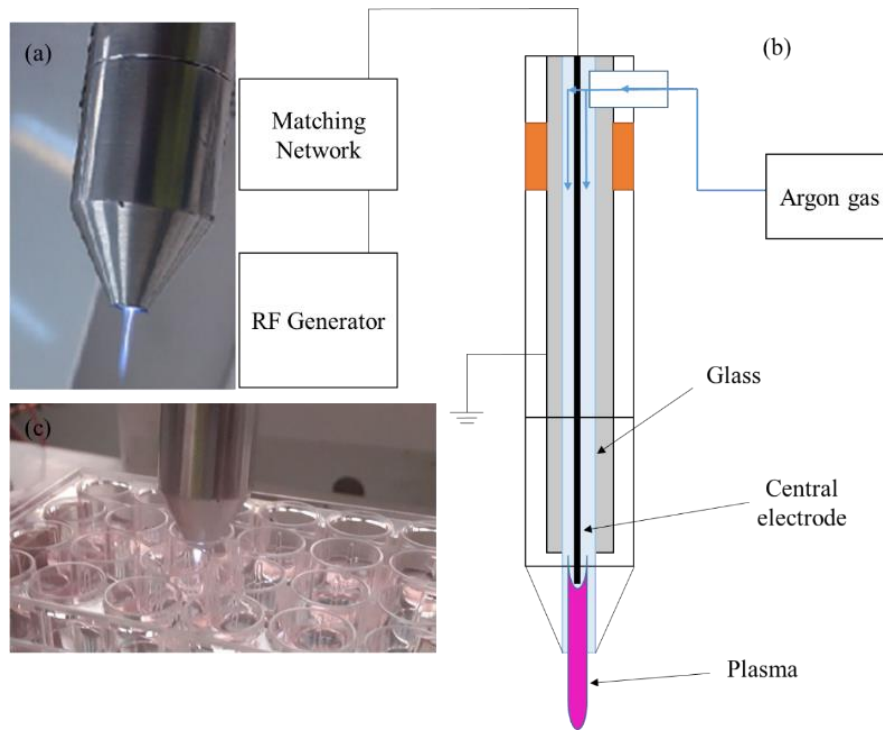 (a)
(b)
Matching
Network
Argon gas
RF Generator
Glass
(c)
Central
electrode
Plasma